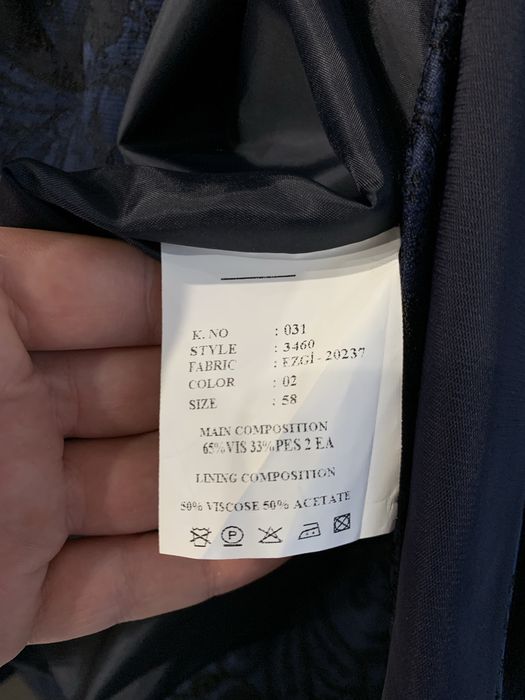 K. NO : 031
STYLE : 3460
FABRIC : EZGİ - 20237
COLOR : 02
SIZE : 58
MAIN COMPOSITION
65%VIS 33%PES 2 EA
LINING COMPOSITION
50% VISCOSE 50% ACETATE
P